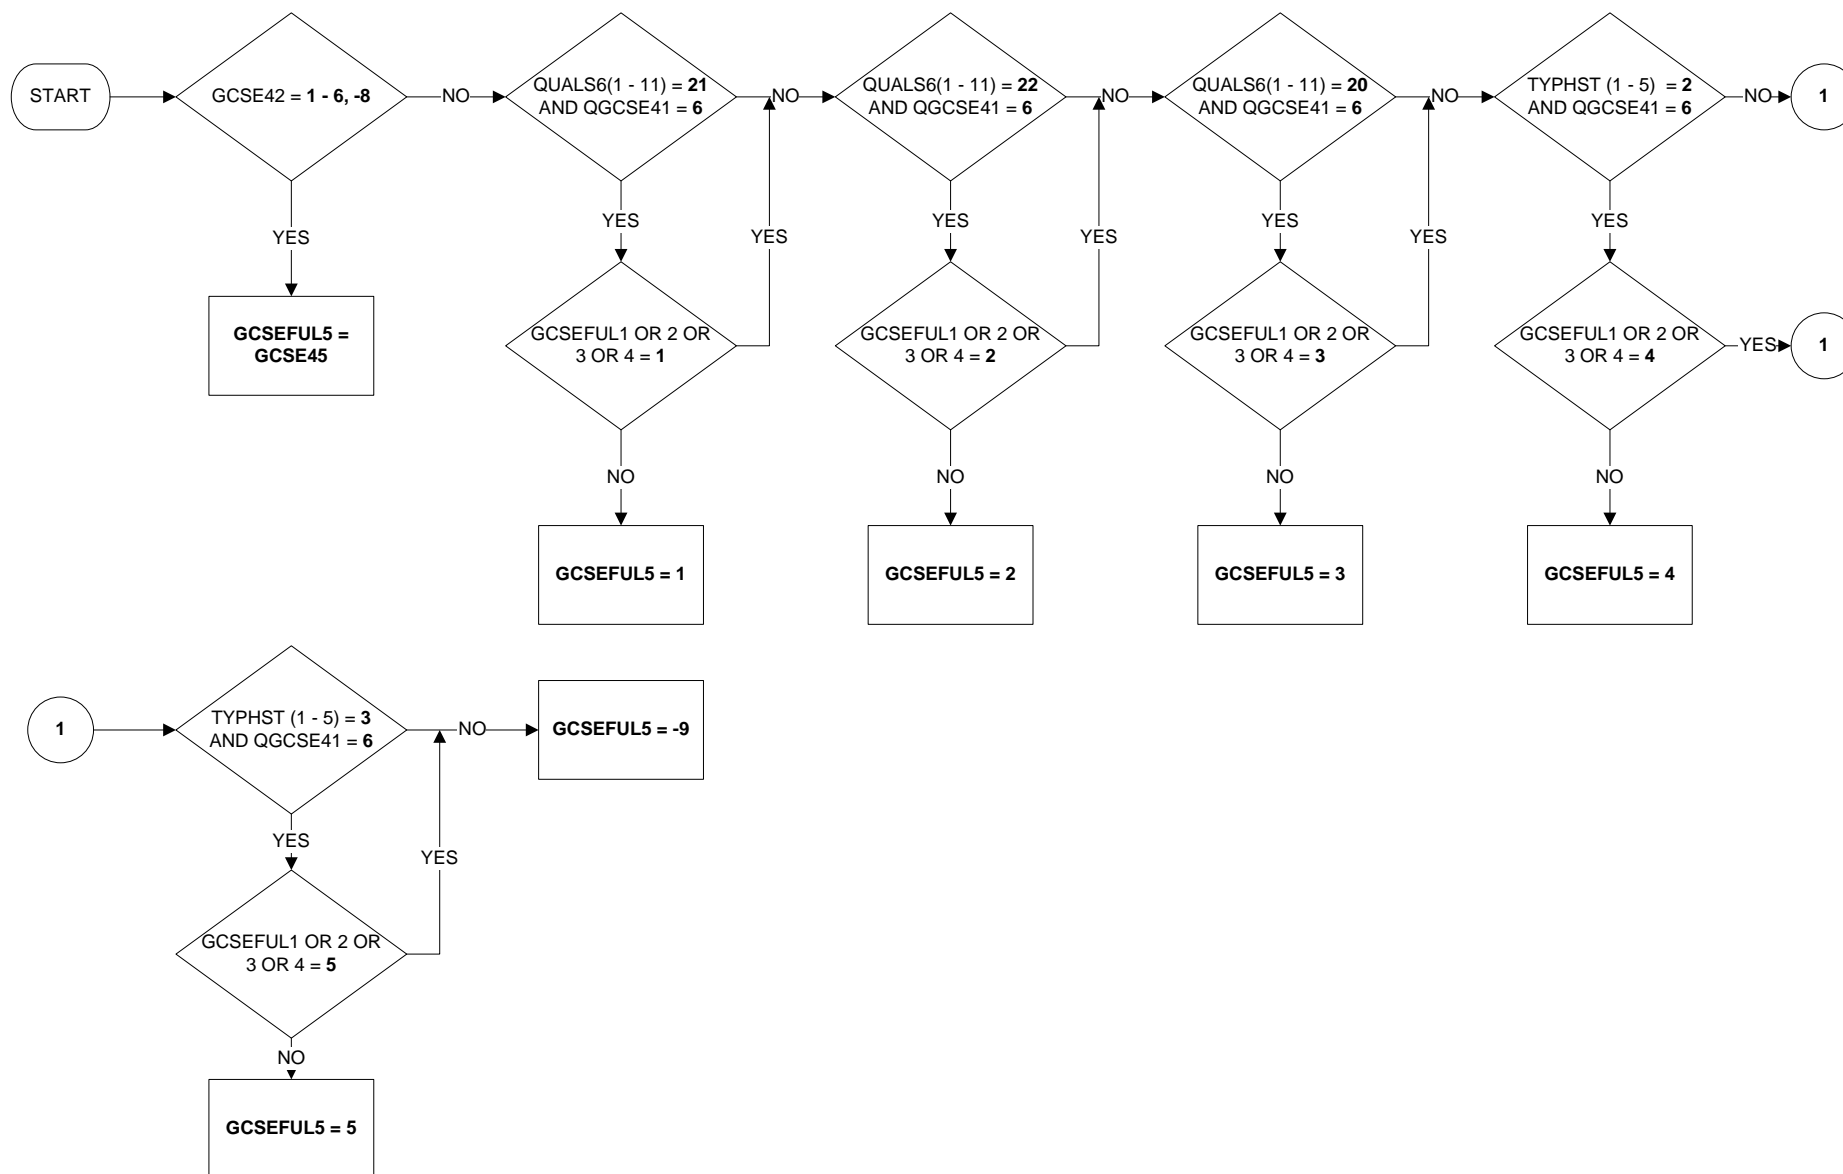 START
GCSE42 = 1 - 6, -8
NO
QUALS6(1 - 11) = 21
AND QGCSE41 = 6
NO
QUALS6(1 - 11) = 22
AND QGCSE41 = 6
NO
QUALS6(1 - 11) = 20
AND QGCSE41 = 6
NO
TYPHST (1 - 5) = 2
AND QGCSE41 = 6
NO
1
YES
YES
YES
YES
YES
YES
YES
YES
GCSEFUL5 =
GCSE45
GCSEFUL1 OR 2 OR
3 OR 4 = 1
GCSEFUL1 OR 2 OR
3 OR 4 = 2
GCSEFUL1 OR 2 OR
3 OR 4 = 3
GCSEFUL1 OR 2 OR
3 OR 4 = 4
YES
1
NO
NO
NO
NO
GCSEFUL5 = 1
GCSEFUL5 = 2
GCSEFUL5 = 3
GCSEFUL5 = 4
1
TYPHST (1 - 5) = 3
AND QGCSE41 = 6
NO
GCSEFUL5 = -9
YES
YES
GCSEFUL1 OR 2 OR
3 OR 4 = 5
NO
GCSEFUL5 = 5